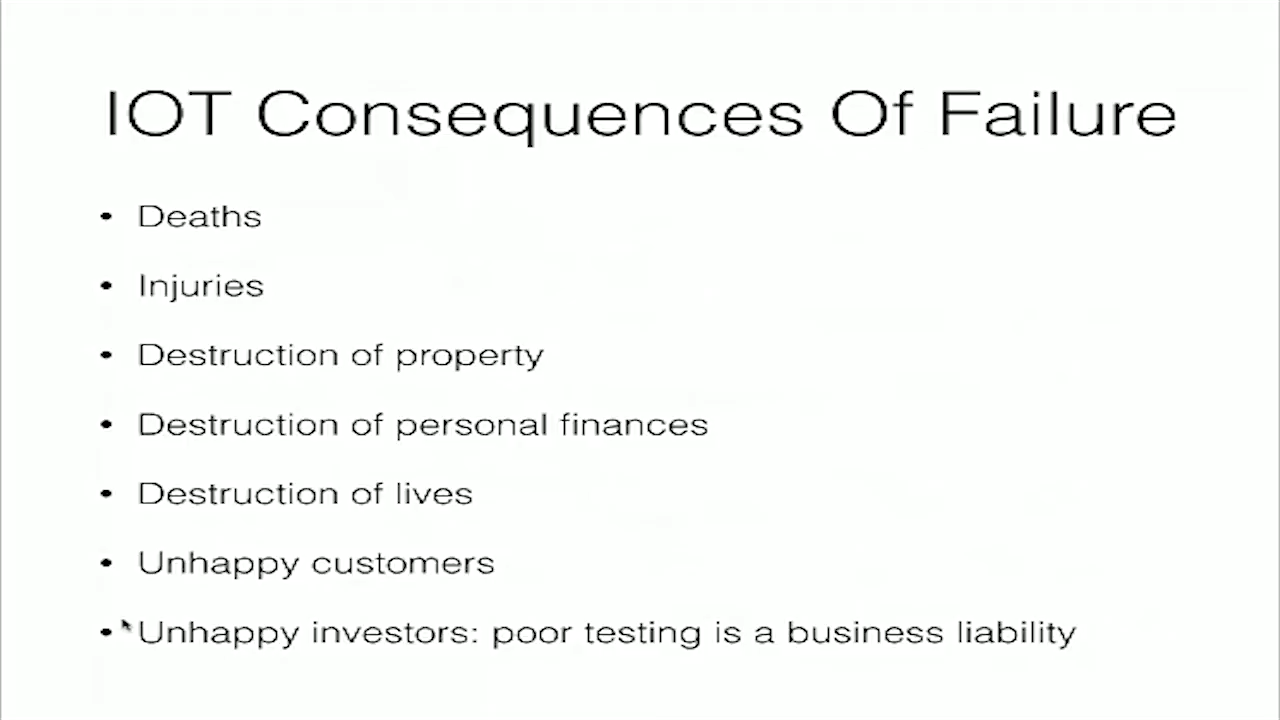 IOT Consequences Of Failure
• Deaths
• Injuries
• Destruction of property
• Destruction of personal finances
• Destruction of lives
• Unhappy customers
• Unhappy investors: poor testing is a business liability